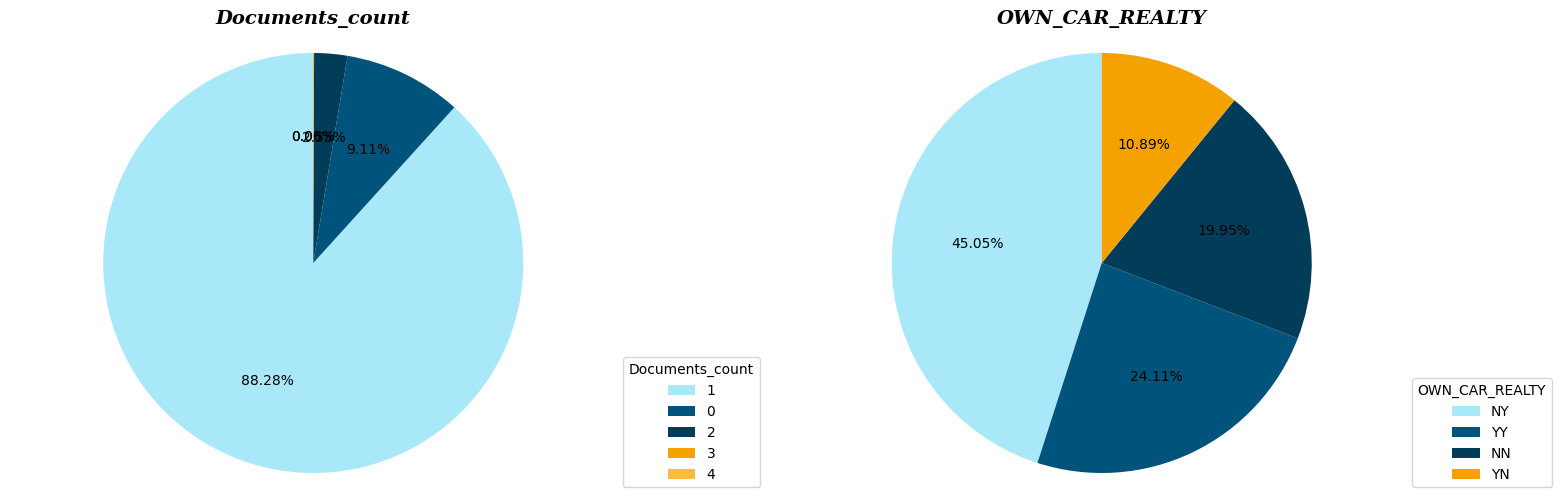 Documents_count
9.11%
88.28%
Documents_count
1
0
2
3
4
OWN_CAR_REALTY
10.89%
19.95%
45.05%
24.11%
OWN_CAR_REALTY
NY
YY
NN
YN